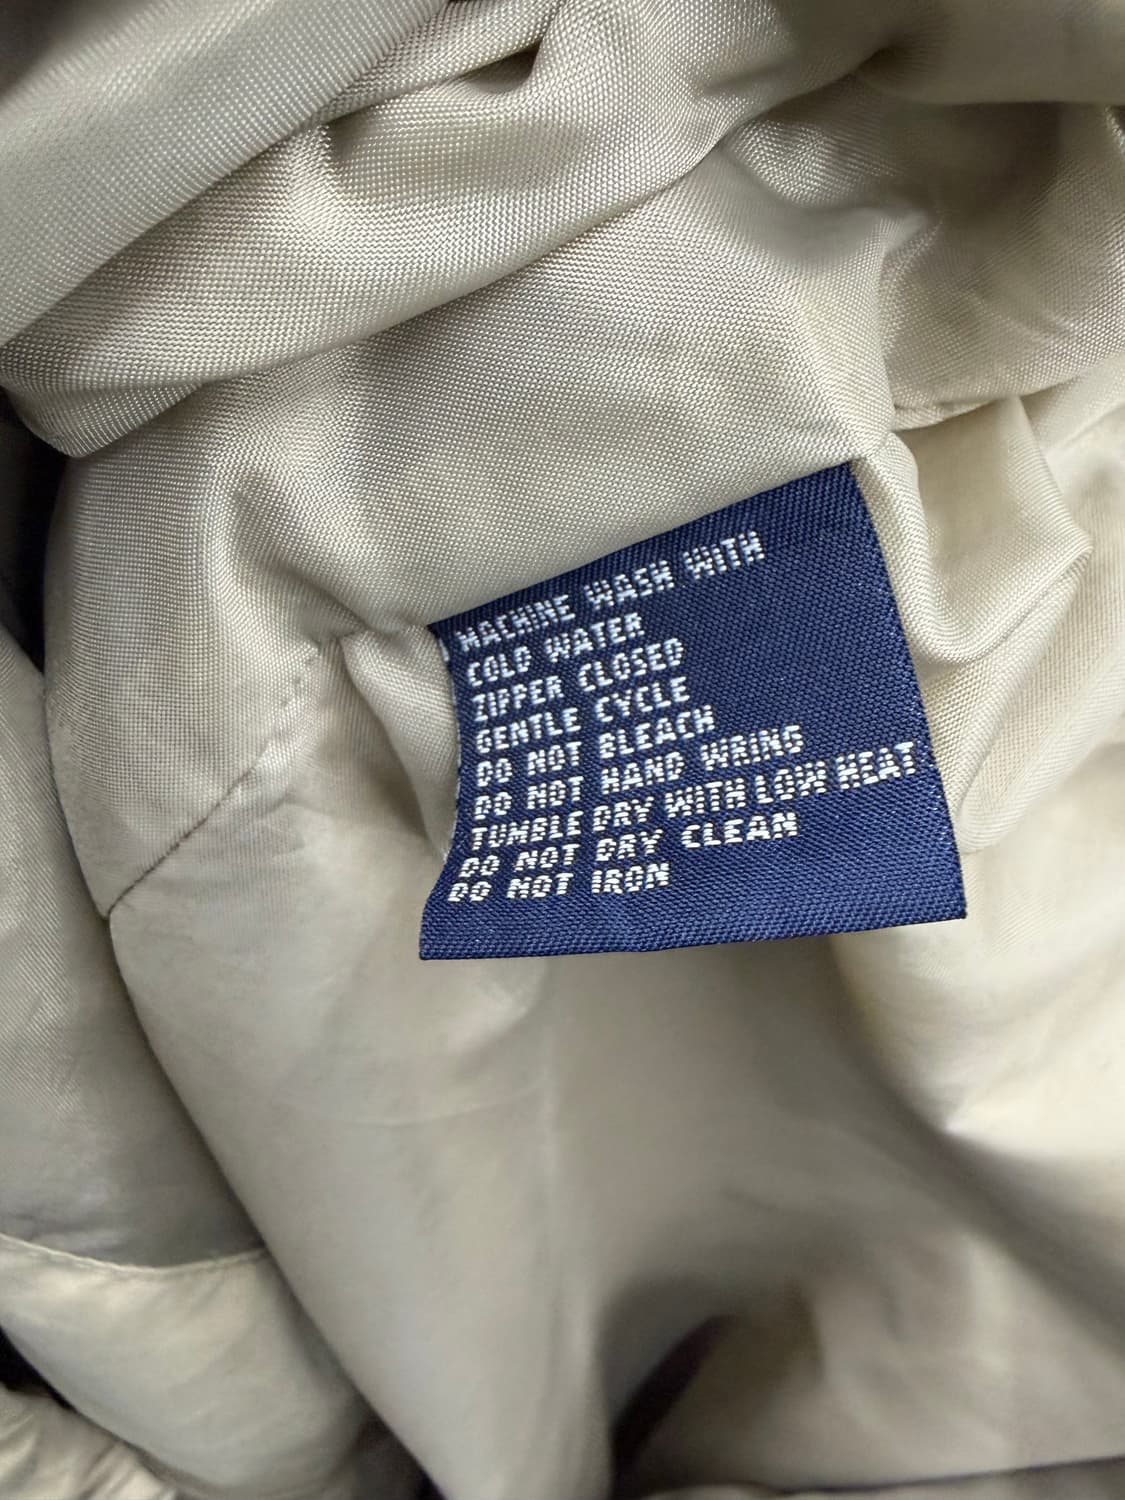 MACHINE WASH WITH
COLD WATER
ZIPPER CLOSED
GENTLE CYCLE
DO NOT BLEACH
DO NOT HAND WRING
TUMBLE DRY WITH LOW HEAT
DO NOT DRY CLEAN
DO NOT IRON